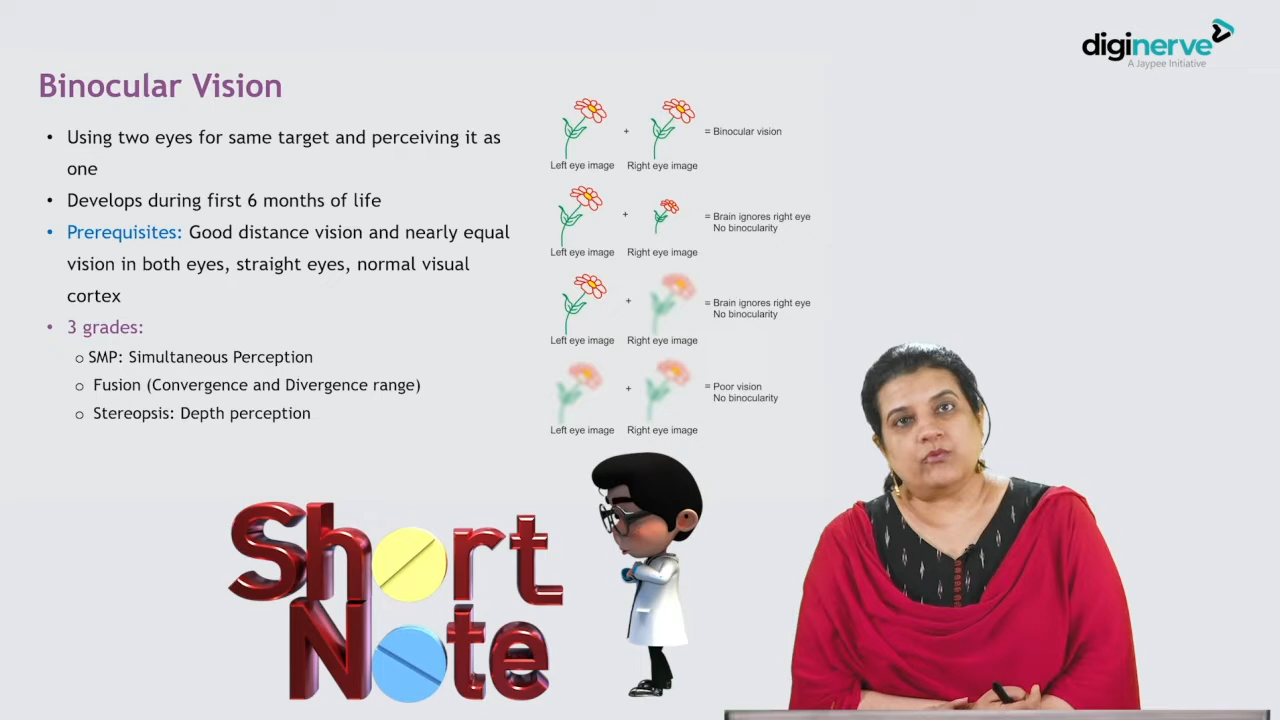 diginerve
A Jaypee Initiative
Binocular Vision
• Using two eyes for same target and perceiving it as
one
• Develops during first 6 months of life
• Prerequisites: Good distance vision and nearly equal
vision in both eyes, straight eyes, normal visual
cortex
• 3 grades:
o SMP: Simultaneous Perception
o Fusion (Convergence and Divergence range)
o Stereopsis: Depth perception
+ = Binocular vision
Left eye image Right eye image
+ = Brain ignores right eye
No binocularity
Left eye image Right eye image
+ = Brain ignores right eye
No binocularity
Left eye image Right eye image
+ = Poor vision
No binocularity
Left eye image Right eye image
Short
Note